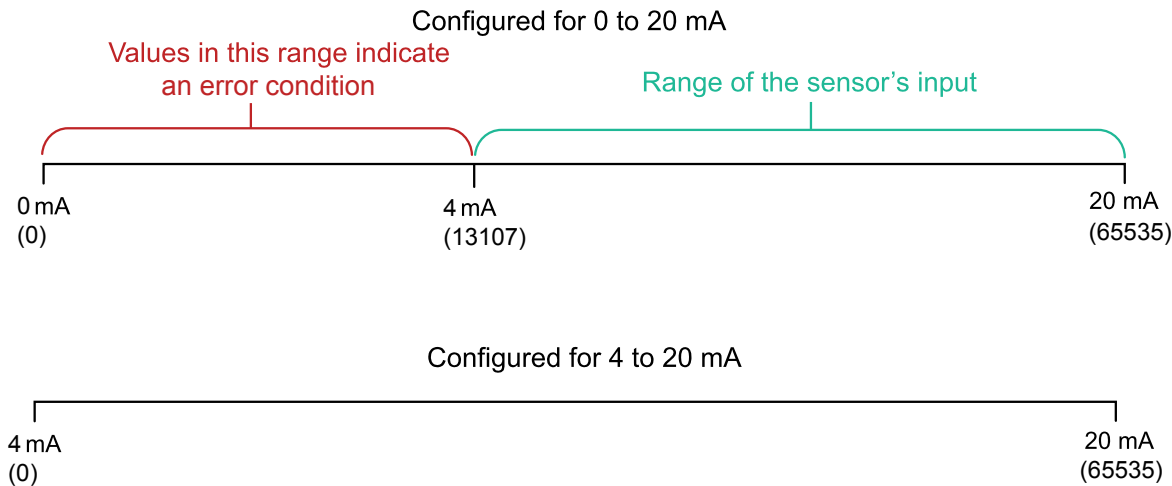 Configured for 0 to 20 mA
Values in this range indicate
an error condition
Range of the sensor’s input
0 mA
(0)
4 mA
(13107)
20 mA
(65535)
Configured for 4 to 20 mA
4 mA
(0)
20 mA
(65535)